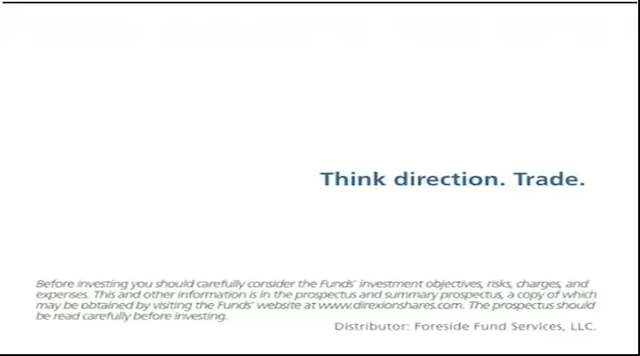 Think direction. Trade.
Before investing you should carefully consider the Funds' investment objectives, risks, charges, and
expenses. This and other information is in the prospectus and summary prospectus, a copy of which
may be obtained by visiting the Funds' website at www.direxionshares.com. The prospectus should
be read carefully before investing.
Distributor: Foreside Fund Services, LLC.